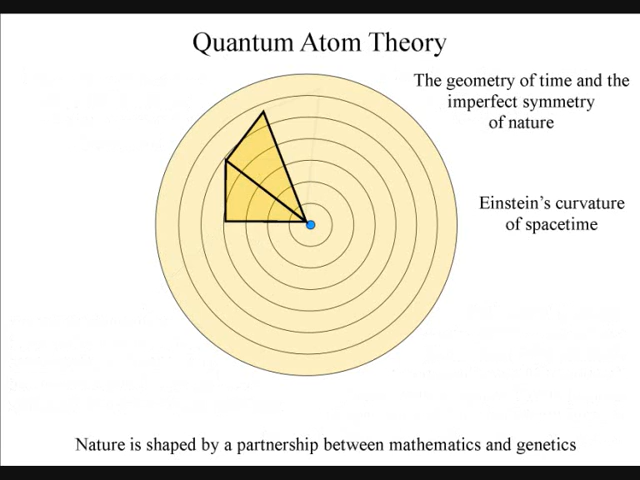 Quantum Atom Theory
The geometry of time and the
imperfect symmetry
of nature
Einstein's curvature
of spacetime
Nature is shaped by a partnership between mathematics and genetics